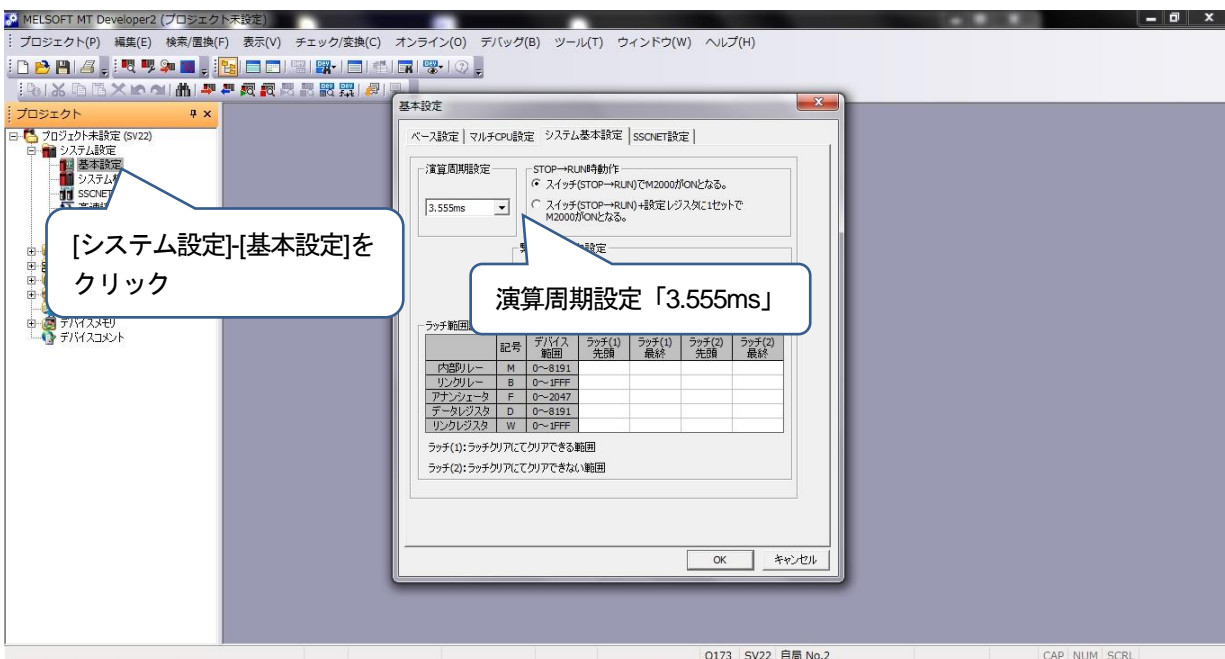 MELSOFT MT Developer2 (プロジェクト未設定)
プロジェクト(P) 編集(E) 検索/置換(F) 表示(V) チェック/変換(C) オンライン(O) デバッグ(B) ツール(T) ウィンドウ(W) ヘルプ(H)
プロジェクト
プロジェクト未設定 (SV22)
システム設定
基本設定
システム
SSCNET
デバイスメモリ
デバイスコメント
[システム設定]-[基本設定]を
クリック
基本設定
ベース設定 マルチCPU設定 システム基本設定 SSCNET設定
演算周期設定
3.555ms
STOP→RUN時動作
スイッチ(STOP→RUN)でM2000がONとなる。
スイッチ(STOP→RUN)+設定レジスタに1セットで
M2000がONとなる。
設定
演算周期設定「3.555ms」
ラッチ範囲
記号 デバイス範囲 ラッチ(1)先頭 ラッチ(1)最終 ラッチ(2)先頭 ラッチ(2)最終
内部リレー M 0~8191
リンクリレー B 0~1FFF
アナンシェータ F 0~2047
データレジスタ D 0~8191
リンクレジスタ W 0~1FFF
ラッチ(1):ラッチクリアにてクリアできる範囲
ラッチ(2):ラッチクリアにてクリアできない範囲
OK キャンセル
Q173 SV22 自局 No.2 CAP NUM SCRL